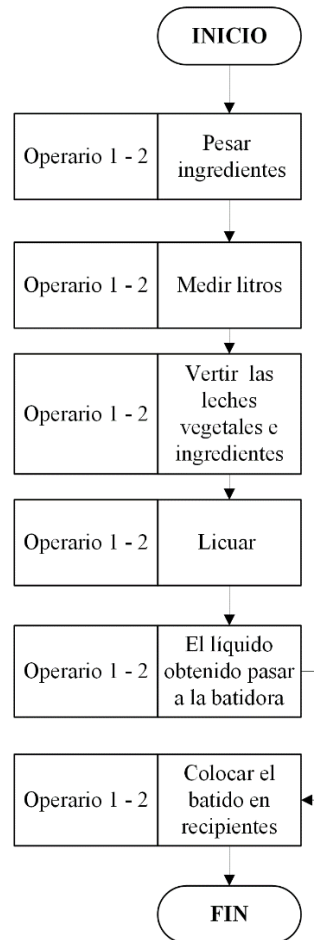 INICIO
Operario 1 - 2
Pesar
ingredientes
Operario 1 - 2
Medir litros
Operario 1 - 2
Vertir las
leches
vegetales e
ingredientes
Operario 1 - 2
Licuar
Operario 1 - 2
El líquido
obtenido pasar
a la batidora
Operario 1 - 2
Colocar el
batido en
recipientes
FIN